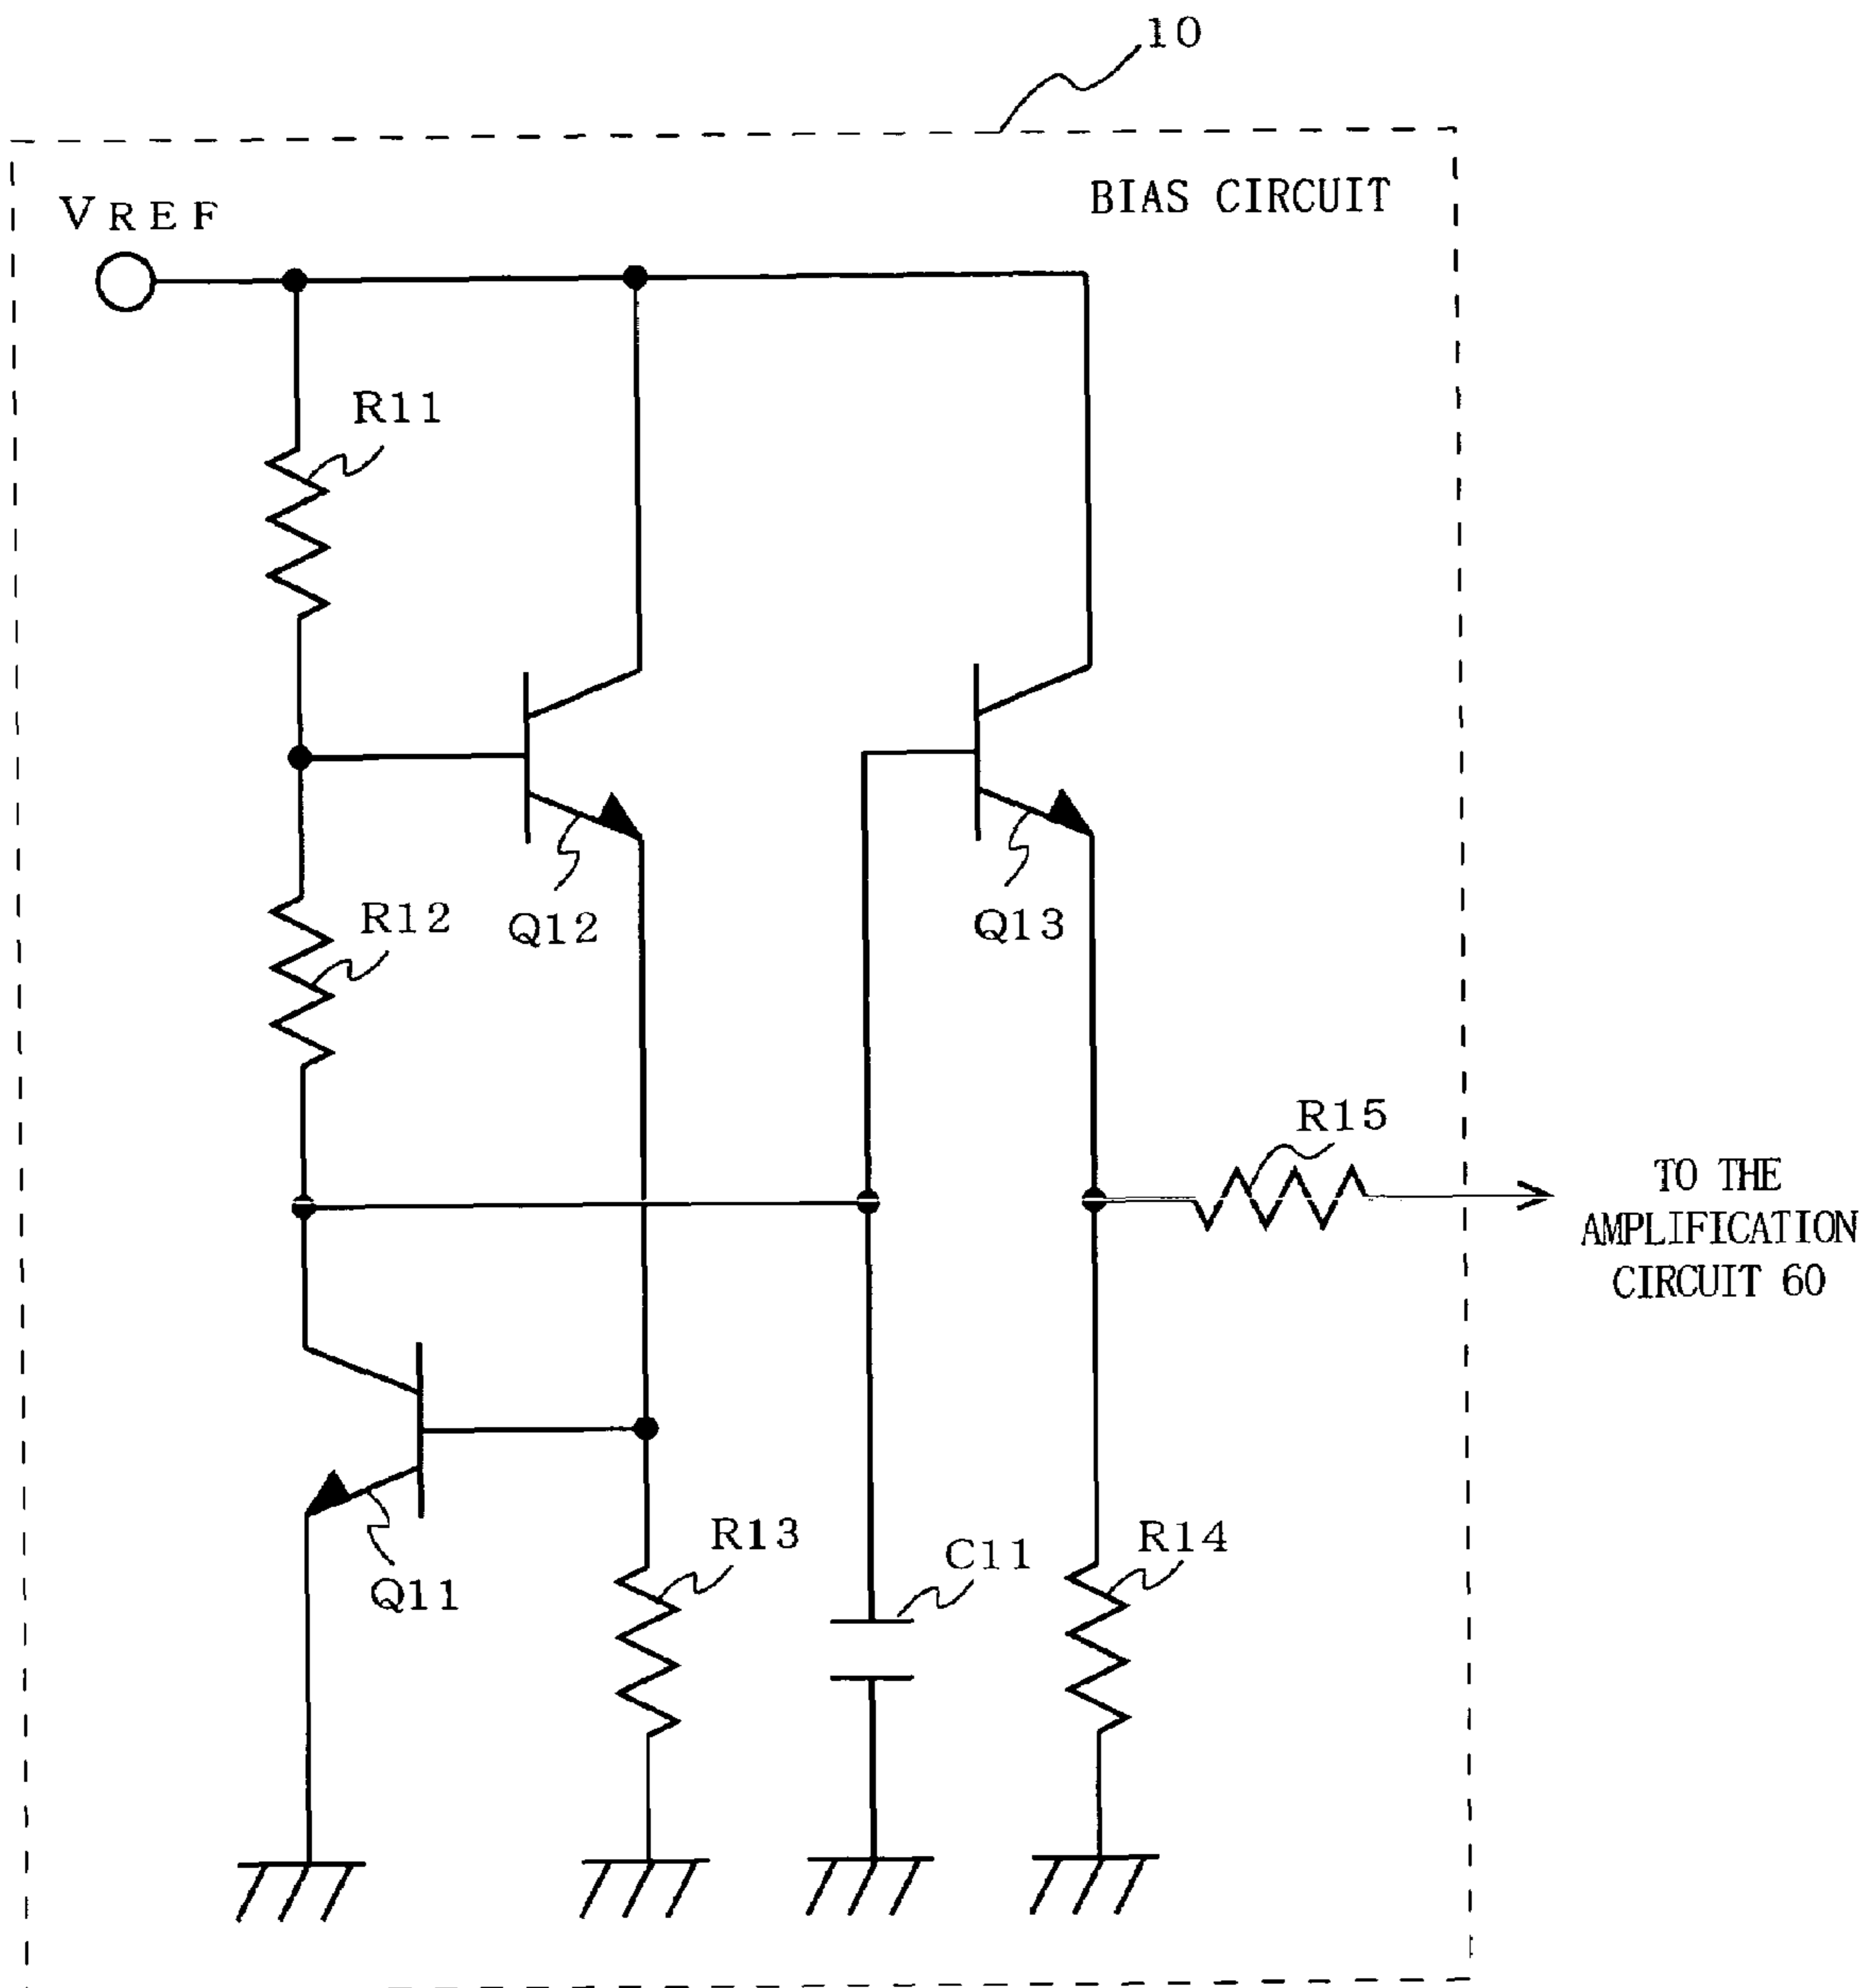 10
BIAS CIRCUIT
VREF
R11
R12
Q12
Q13
R15
TO THE
AMPLIFICATION
CIRCUIT 60
R13
C11
R14
Q11